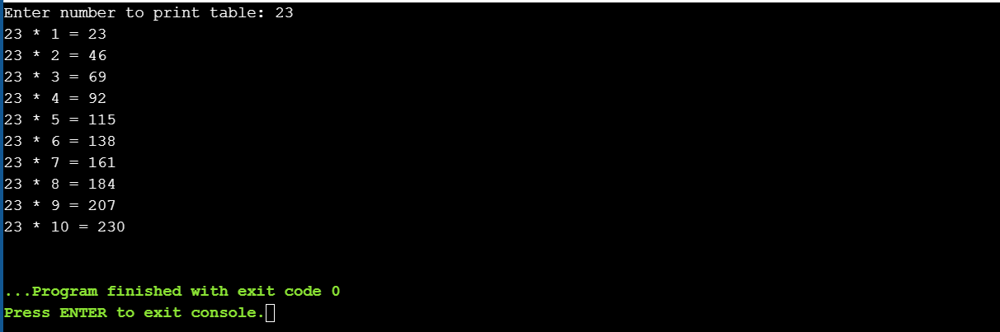 Enter number to print table: 23
23 * 1 = 23
23 * 2 = 46
23 * 3 = 69
23 * 4 = 92
23 * 5 = 115
23 * 6 = 138
23 * 7 = 161
23 * 8 = 184
23 * 9 = 207
23 * 10 = 230
...Program finished with exit code 0
Press ENTER to exit console.